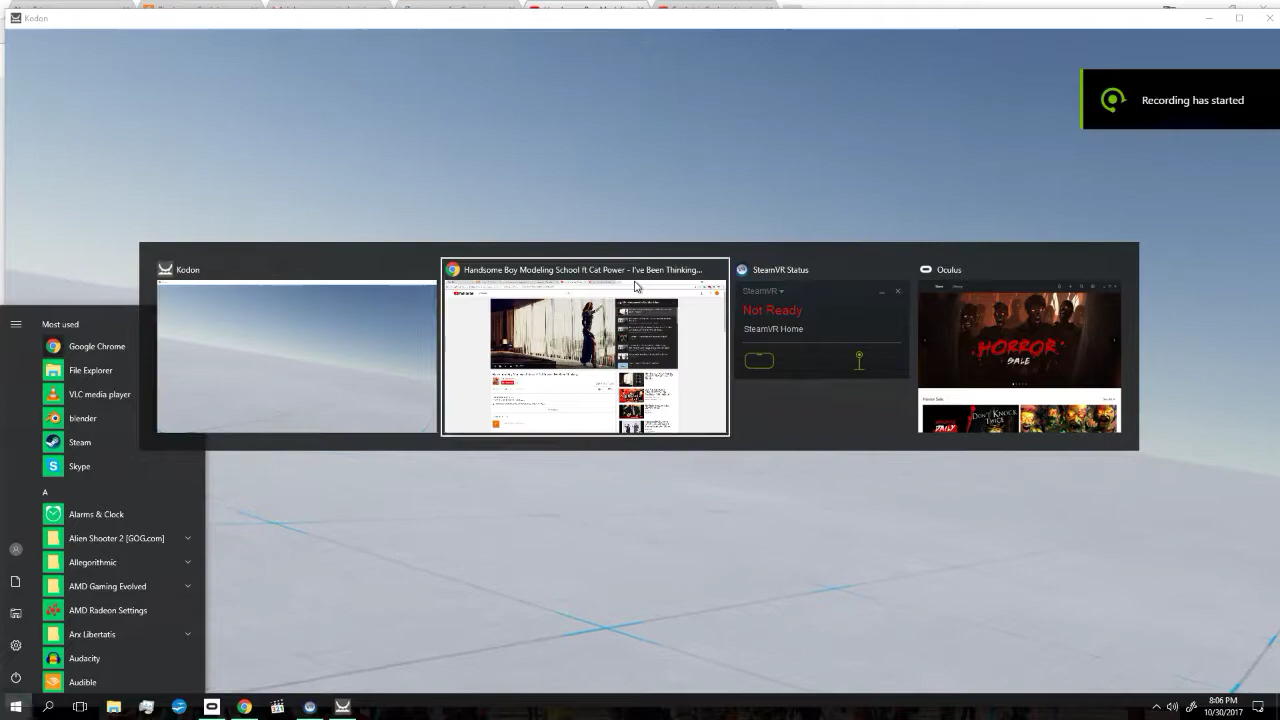 Kodon
Recording has started
Kodon
Handsome Boy Modeling School ft Cat Power - I've Been Thinking...
SteamVR Status
Oculus
SteamVR
Not Ready
SteamVR Home
HORROR
SALE
DON'T KNOCK
TWICE
Most used
Google Chrome
File Explorer
VLC media player
blender
Steam
Skype
A
Alarms & Clock
Alien Shooter 2 [GOG.com]
Allegorithmic
AMD Gaming Evolved
AMD Radeon Settings
Arx Libertatis
Audacity
Audible
8:06 PM
10/30/2017